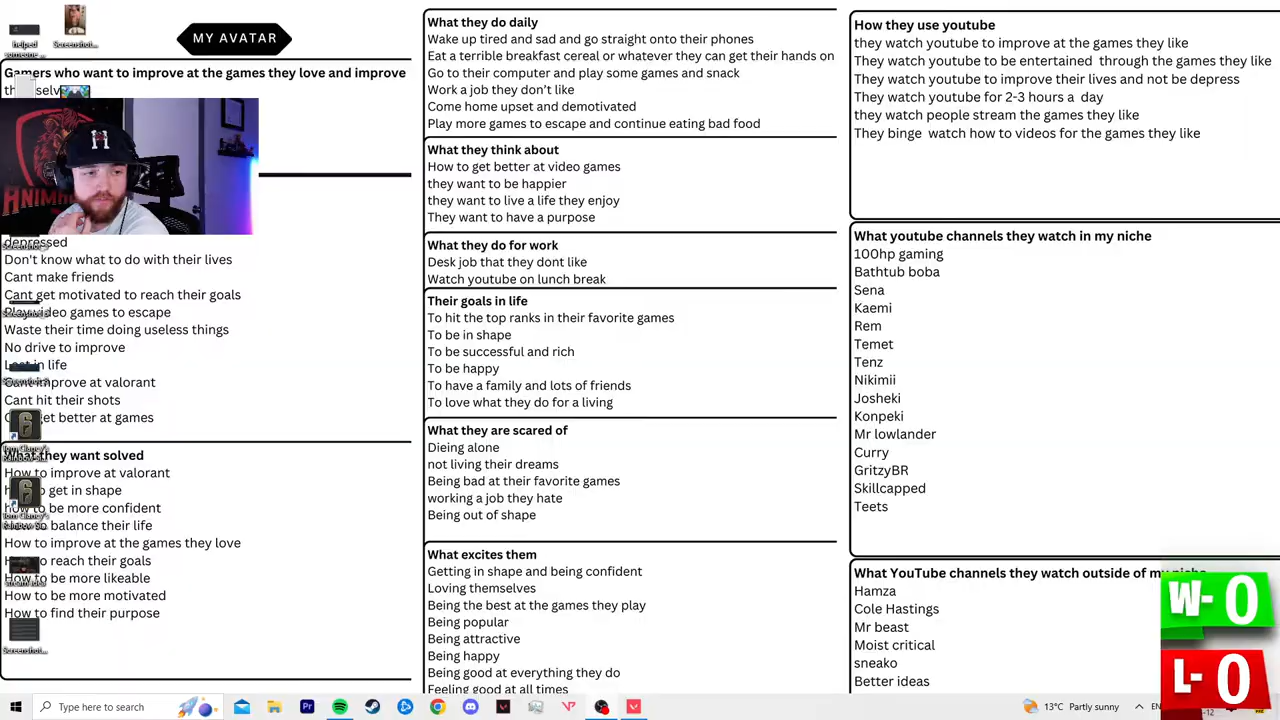 MY AVATAR
helped
someone ...
Screenshot...
Gamers who want to improve at the games they love and improve
depressed
Don't know what to do with their lives
Cant make friends
Cant get motivated to reach their goals
Play video games to escape
Waste their time doing useless things
No drive to improve
in life
Cant improve at valorant
Cant hit their shots
get better at games
What they want solved
How to improve at valorant
get in shape
how to be more confident
to balance their life
How to improve at the games they love
to reach their goals
How to be more likeable
How to be more motivated
How to find their purpose
Screenshot...
What they do daily
Wake up tired and sad and go straight onto their phones
Eat a terrible breakfast cereal or whatever they can get their hands on
Go to their computer and play some games and snack
Work a job they don't like
Come home upset and demotivated
Play more games to escape and continue eating bad food
What they think about
How to get better at video games
they want to be happier
they want to live a life they enjoy
They want to have a purpose
What they do for work
Desk job that they dont like
Watch youtube on lunch break
Their goals in life
To hit the top ranks in their favorite games
To be in shape
To be successful and rich
To be happy
To have a family and lots of friends
To love what they do for a living
What they are scared of
Dieing alone
not living their dreams
Being bad at their favorite games
working a job they hate
Being out of shape
What excites them
Getting in shape and being confident
Loving themselves
Being the best at the games they play
Being popular
Being attractive
Being happy
Being good at everything they do
Feeling good at all times
How they use youtube
they watch youtube to improve at the games they like
They watch youtube to be entertained through the games they like
They watch youtube to improve their lives and not be depress
They watch youtube for 2-3 hours a day
they watch people stream the games they like
They binge watch how to videos for the games they like
What youtube channels they watch in my niche
100hp gaming
Bathtub boba
Sena
Kaemi
Rem
Temet
Tenz
Nikimii
Josheki
Konpeki
Mr lowlander
Curry
GritzyBR
Skillcapped
Teets
What YouTube channels they watch outside of my niche
Hamza
Cole Hastings
Mr beast
Moist critical
sneako
Better ideas
W- 0
L- 0
Type here to search
13°C Partly sunny